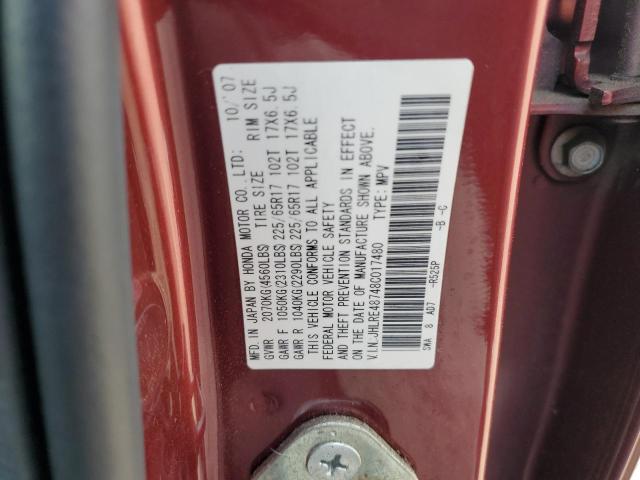 MFD. IN JAPAN BY HONDA MOTOR CO., LTD: 10/'07
GVWR 2070KG(4560LBS) TIRE SIZE RIM SIZE
GAWR F 1050KG(2310LBS) 225/65R17 102T 17X6.5J
GAWR R 1040KG(2290LBS) 225/65R17 102T 17X6.5J
THIS VEHICLE CONFORMS TO ALL APPLICABLE
FEDERAL MOTOR VEHICLE SAFETY
AND THEFT PREVENTION STANDARDS IN EFFECT
ON THE DATE OF MANUFACTURE SHOWN ABOVE.
V.I.N.:JHLRE48748C017480 TYPE: MPV
SWA 8 AD7 -R525P -B -C